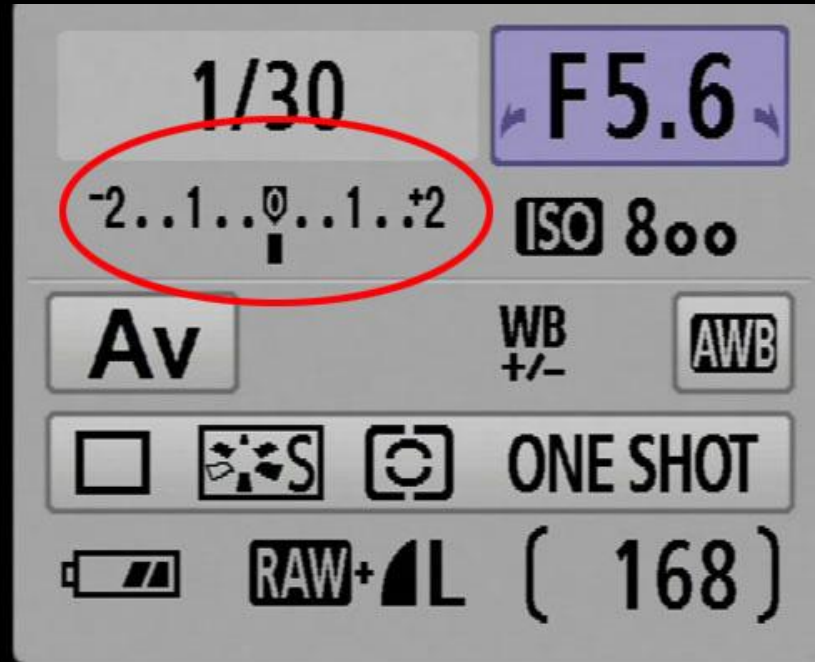 1/30 F5.6
-2..1..0..1..+2 ISO 800
Av WB +/- AWB
S ONE SHOT
RAW+L (168)